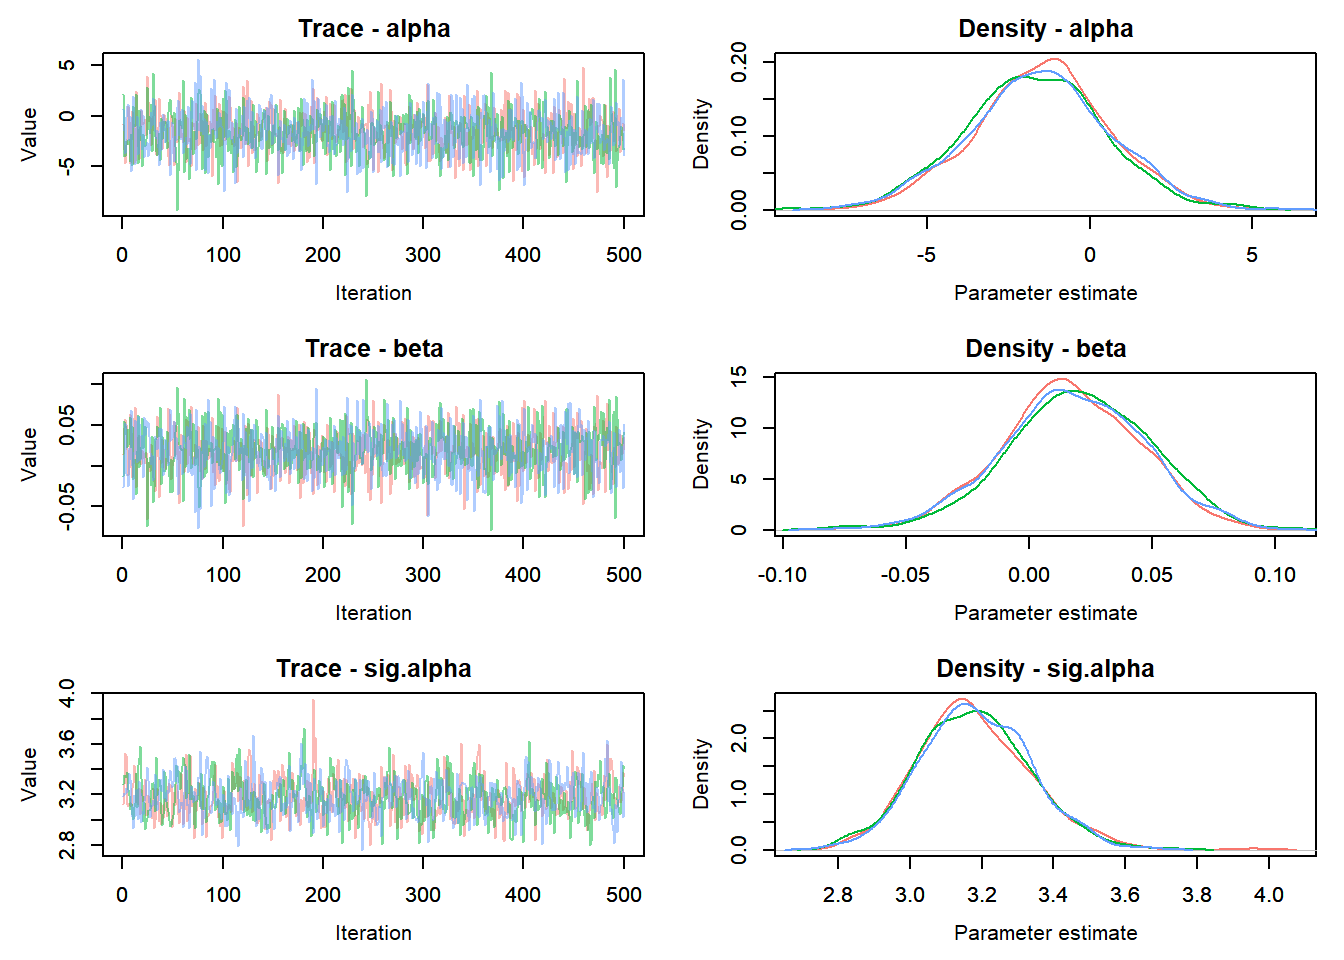 Trace - alpha
Value
5
0
-5
0 100 200 300 400 500
Iteration
Density - alpha
Density
0.20
0.10
0.00
-5 0 5
Parameter estimate
Trace - beta
Value
0.05
-0.05
0 100 200 300 400 500
Iteration
Density - beta
Density
15
10
5
0
-0.10 -0.05 0.00 0.05 0.10
Parameter estimate
Trace - sig.alpha
Value
4.0
3.6
3.2
2.8
0 100 200 300 400 500
Iteration
Density - sig.alpha
Density
2.0
1.0
0.0
2.8 3.0 3.2 3.4 3.6 3.8 4.0
Parameter estimate